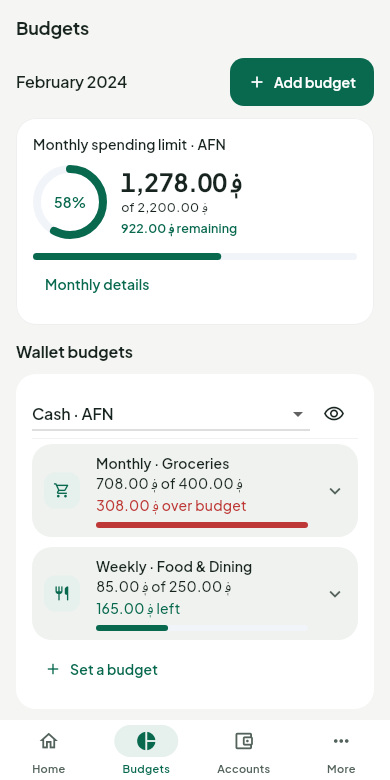 Budgets
February 2024
+ Add budget
Monthly spending limit · AFN
58%
1,278.00؋
of 2,200.00؋
922.00؋ remaining
Monthly details
Wallet budgets
Cash · AFN
Monthly · Groceries
708.00؋ of 400.00؋
308.00؋ over budget
Weekly · Food & Dining
85.00؋ of 250.00؋
165.00؋ left
+ Set a budget
Home
Budgets
Accounts
More